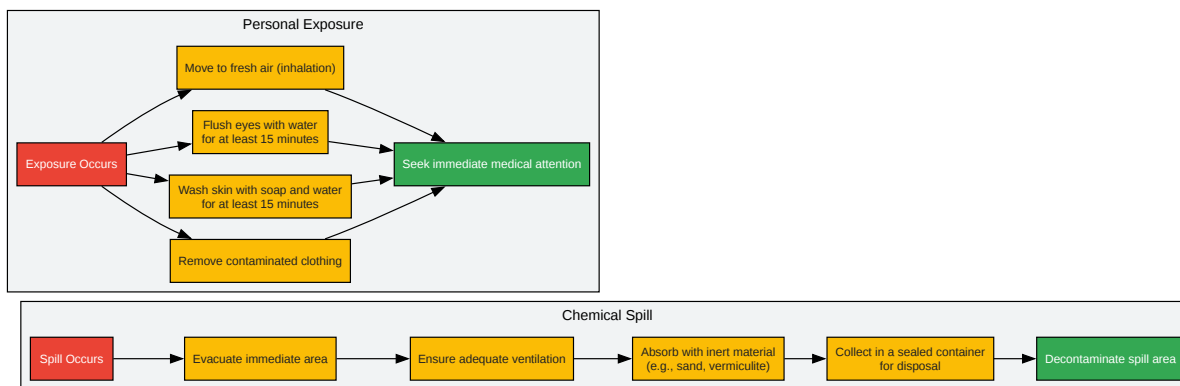 Personal Exposure
Move to fresh air (inhalation)
Flush eyes with water
for at least 15 minutes
Exposure Occurs
Seek immediate medical attention
Wash skin with soap and water
for at least 15 minutes
Remove contaminated clothing
Chemical Spill
Spill Occurs
Evacuate immediate area
Ensure adequate ventilation
Absorb with inert material
(e.g., sand, vermiculite)
Collect in a sealed container
for disposal
Decontaminate spill area